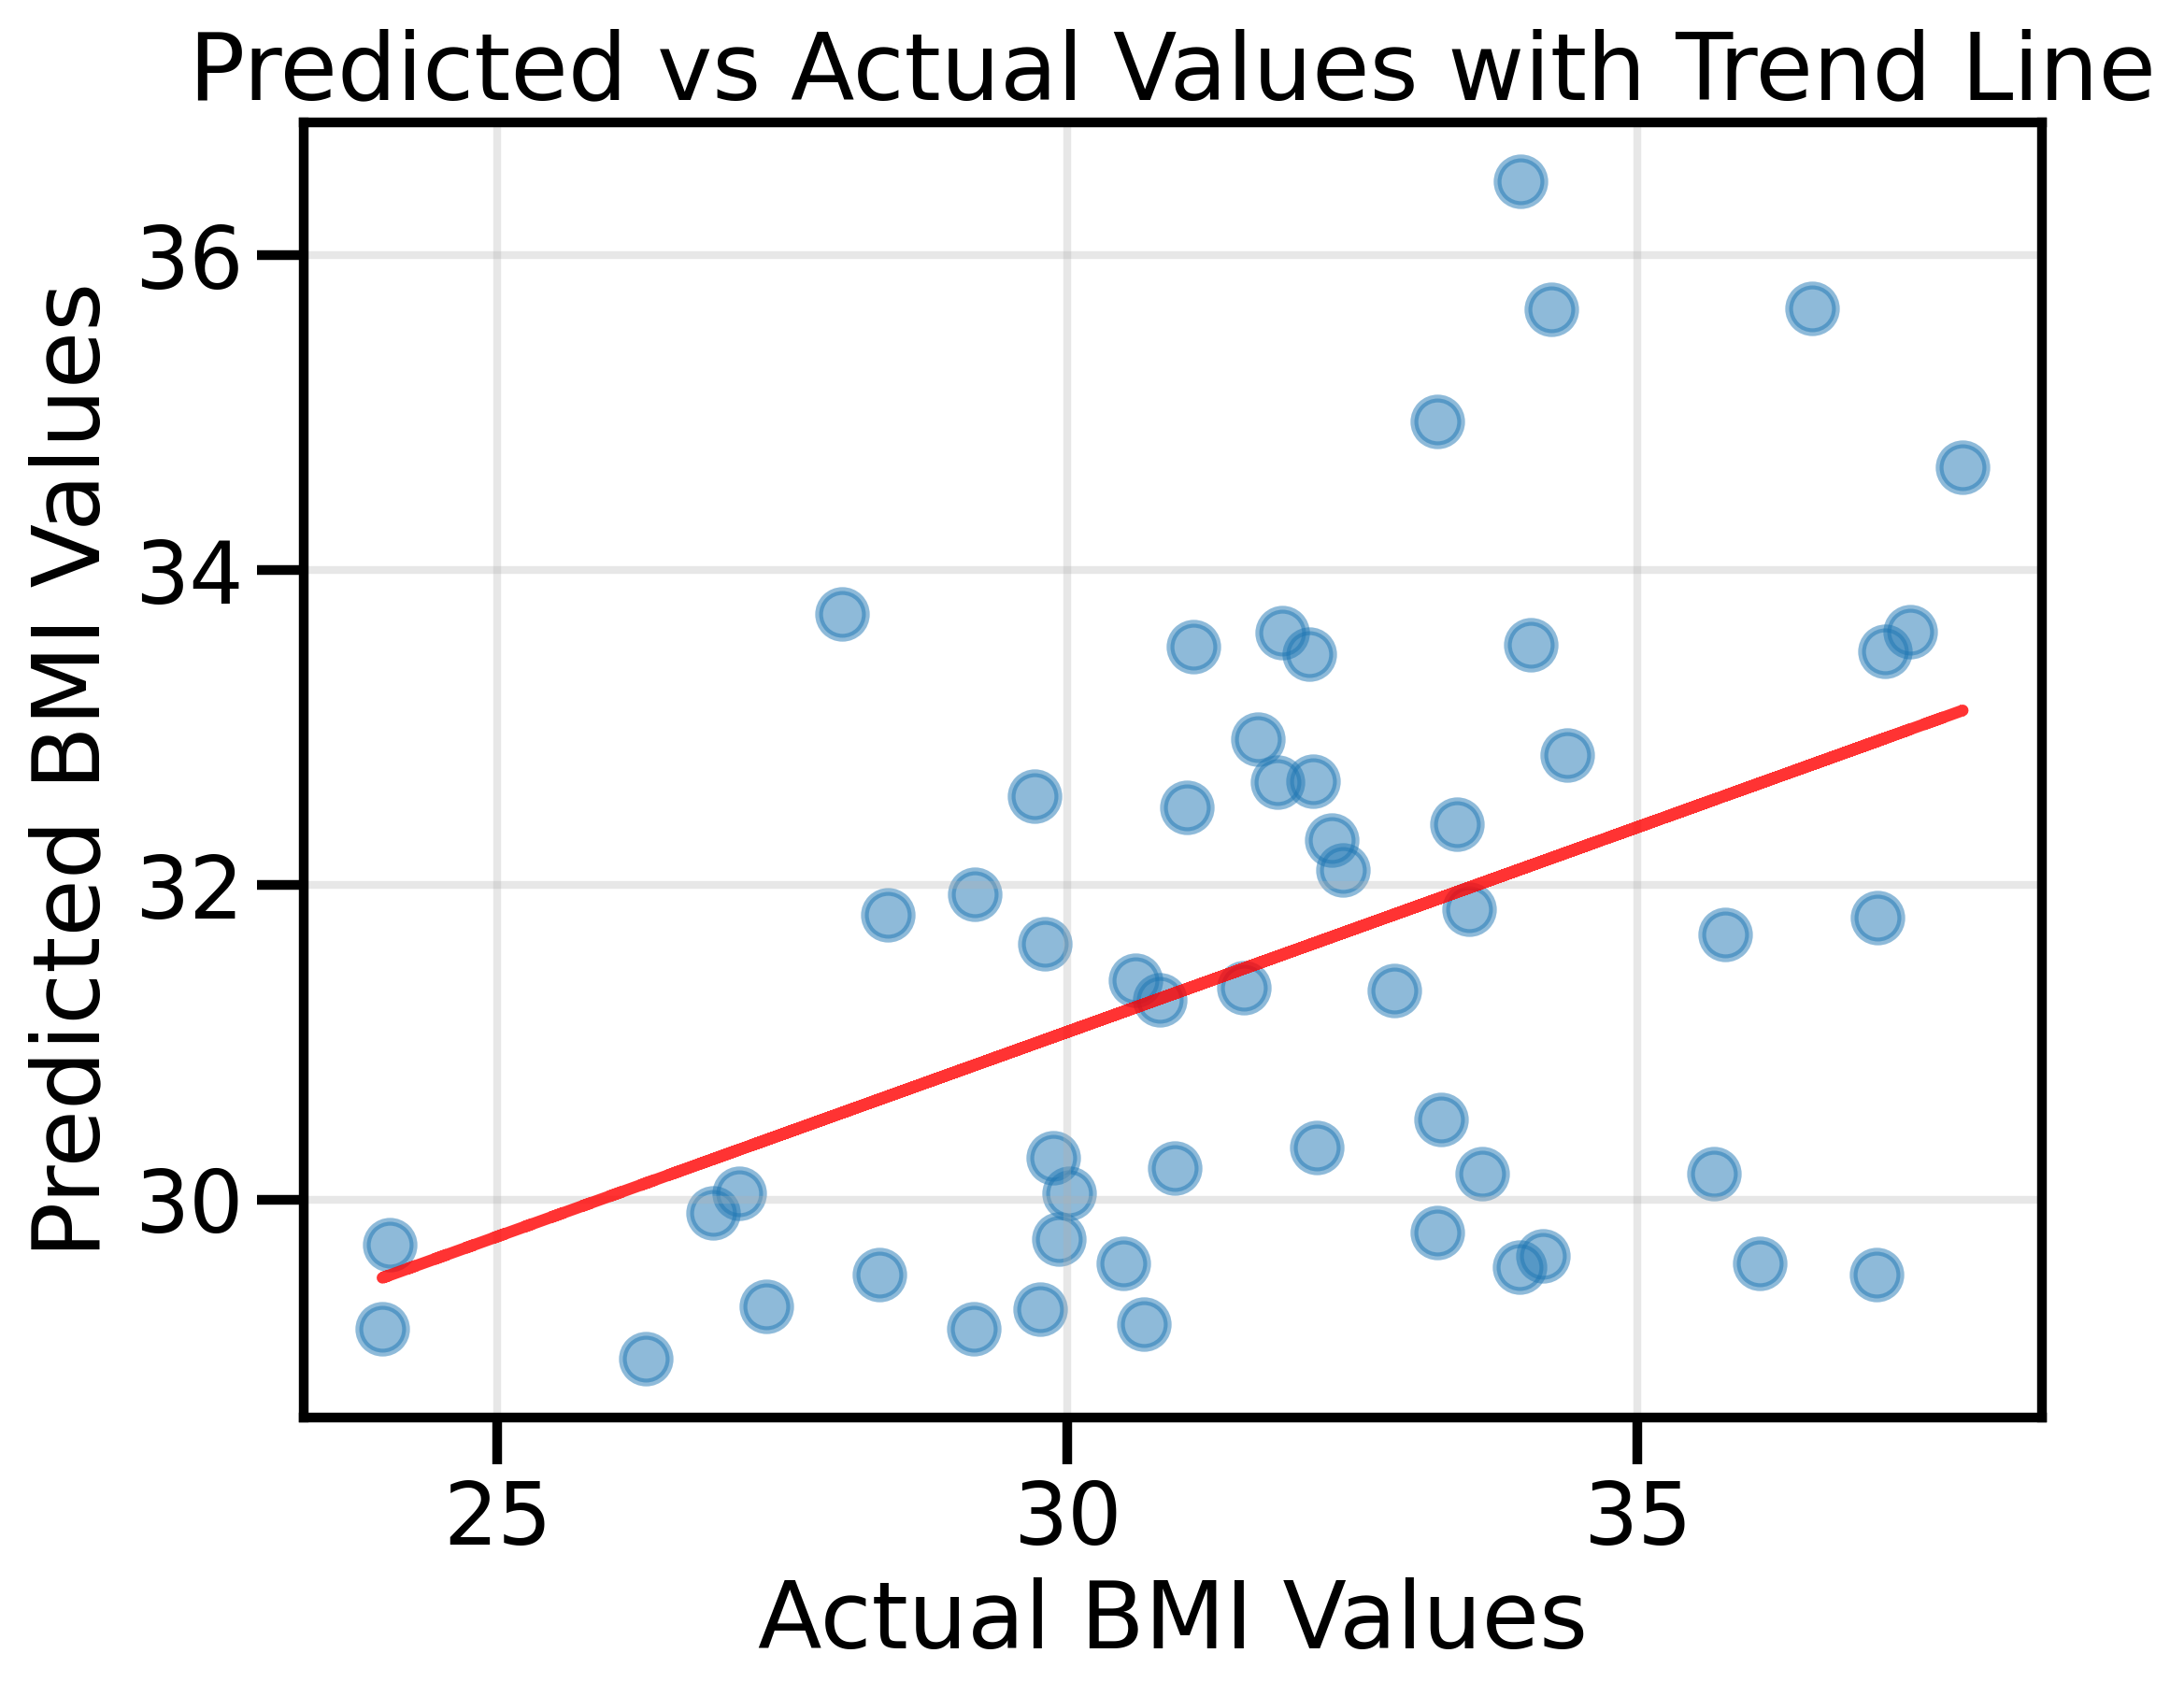 Predicted vs Actual Values with Trend Line
Predicted BMI Values
36
34
32
30
25 30 35
Actual BMI Values